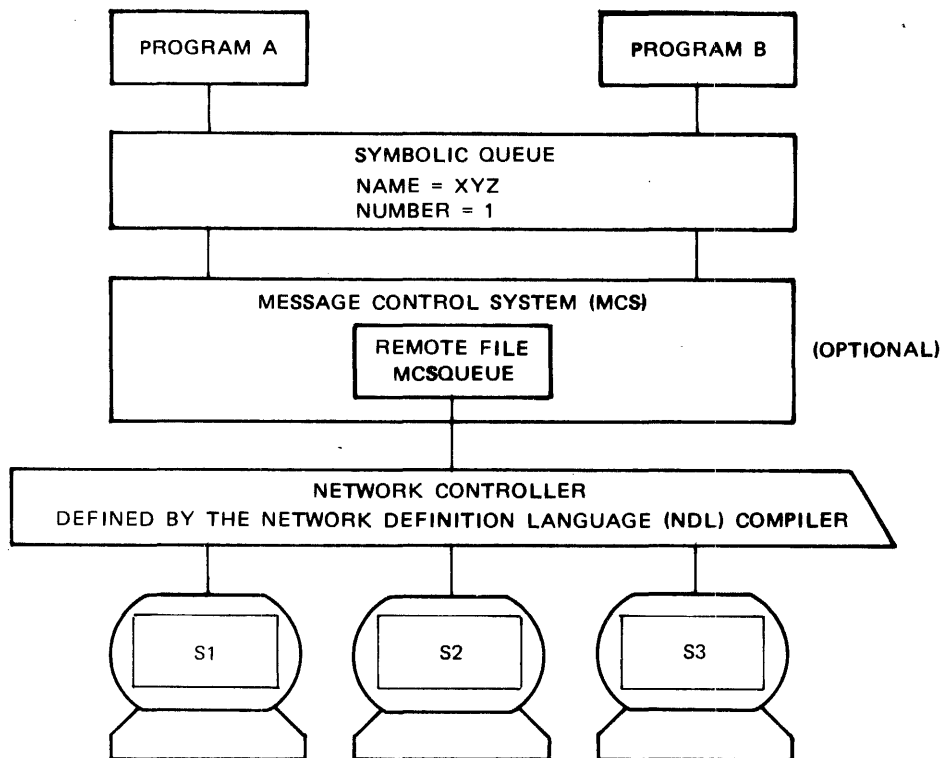 PROGRAM A
PROGRAM B
SYMBOLIC QUEUE
NAME = XYZ
NUMBER = 1
MESSAGE CONTROL SYSTEM (MCS)
REMOTE FILE
MCSQUEUE
(OPTIONAL)
NETWORK CONTROLLER
DEFINED BY THE NETWORK DEFINITION LANGUAGE (NDL) COMPILER
S1
S2
S3